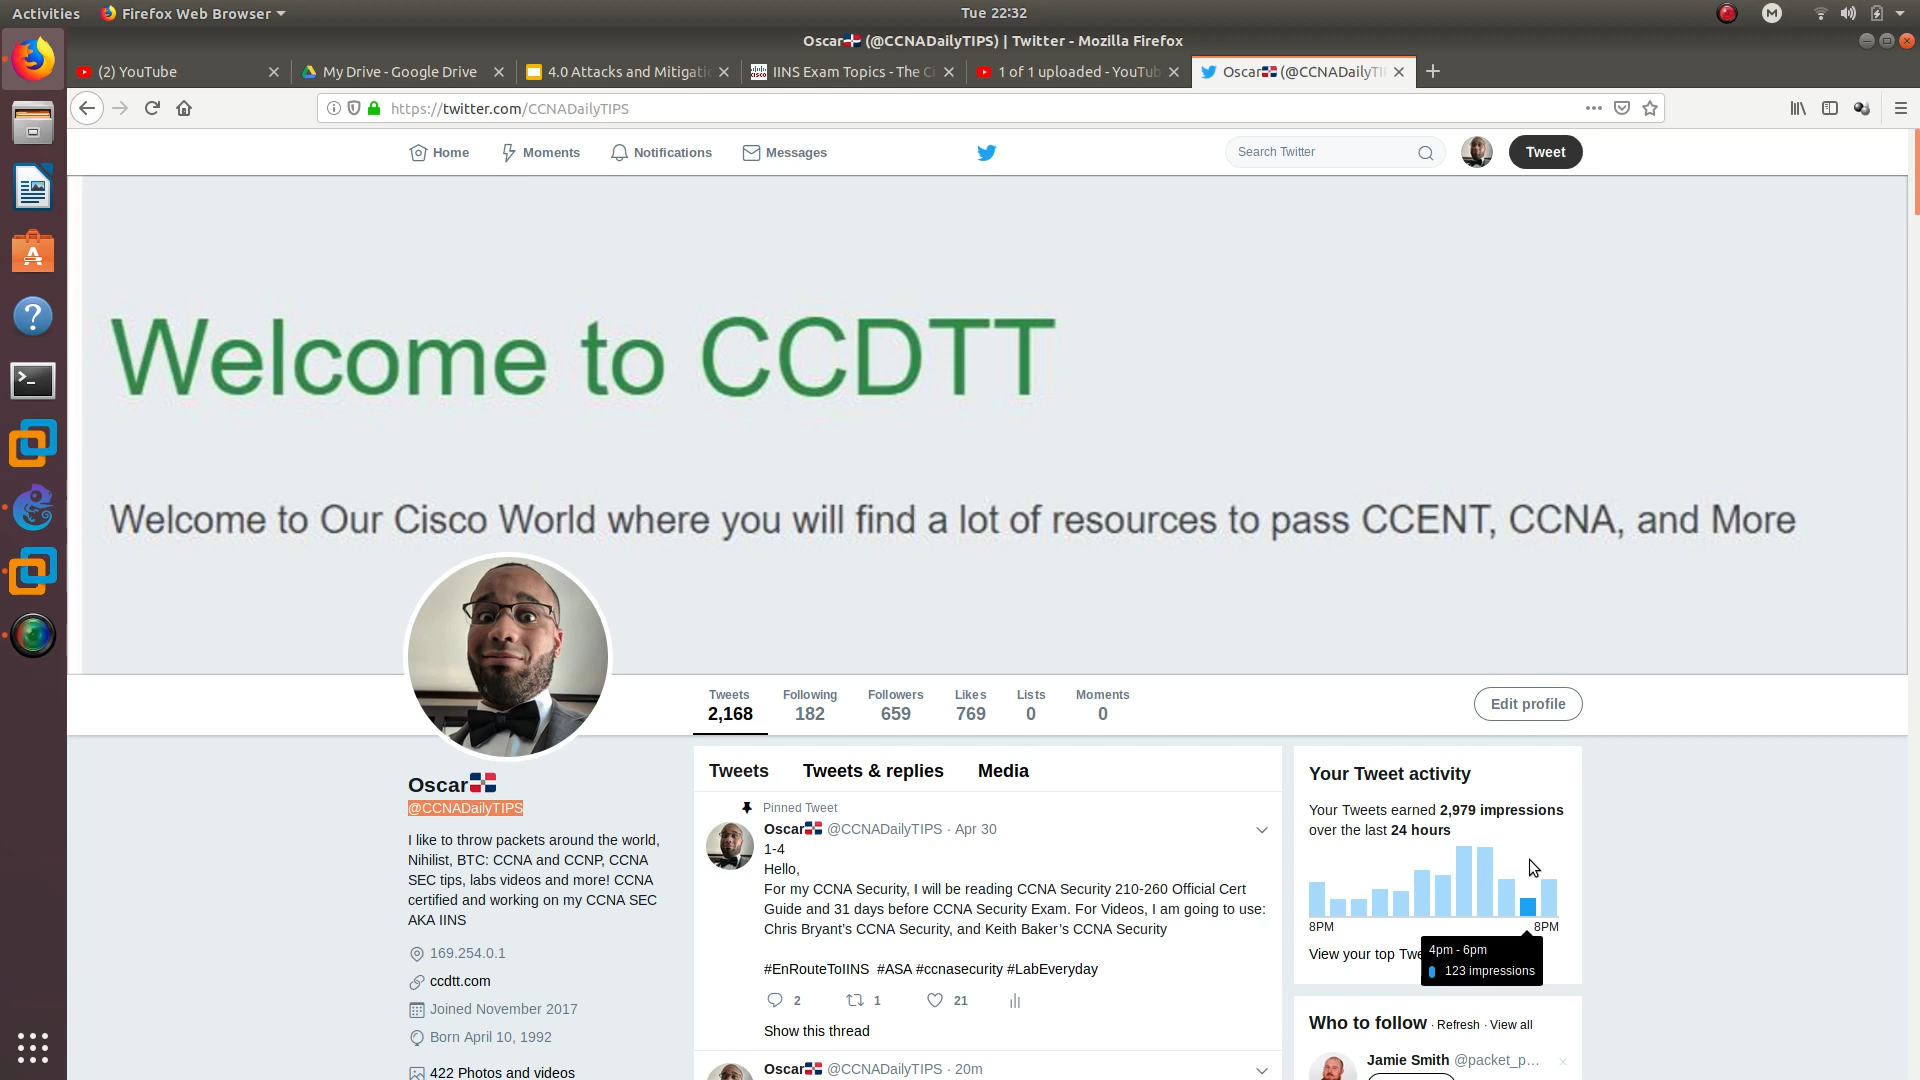 Activities
Firefox Web Browser
Tue 22:32
M
Oscar🇩🇴 (@CCNADailyTIPS) | Twitter - Mozilla Firefox
(2) YouTube
My Drive - Google Drive
4.0 Attacks and Mitigatic
IINS Exam Topics - The Ci
1 of 1 uploaded - YouTub
Oscar🇩🇴 (@CCNADailyTI
https://twitter.com/CCNADailyTIPS
Home
Moments
Notifications
Messages
Search Twitter
Tweet
Welcome to CCDTT
Welcome to Our Cisco World where you will find a lot of resources to pass CCENT, CCNA, and More
Tweets Following Followers Likes Lists Moments
2,168 182 659 769 0 0
Edit profile
Oscar🇩🇴
@CCNADailyTIPS
I like to throw packets around the world,
Nihilist, BTC: CCNA and CCNP, CCNA
SEC tips, labs videos and more! CCNA
certified and working on my CCNA SEC
AKA IINS
169.254.0.1
ccdtt.com
Joined November 2017
Born April 10, 1992
422 Photos and videos
Tweets Tweets & replies Media
Pinned Tweet
Oscar🇩🇴 @CCNADailyTIPS · Apr 30
1-4
Hello,
For my CCNA Security, I will be reading CCNA Security 210-260 Official Cert
Guide and 31 days before CCNA Security Exam. For Videos, I am going to use:
Chris Bryant's CCNA Security, and Keith Baker's CCNA Security
#EnRouteToIINS #ASA #ccnasecurity #LabEveryday
2 1 21
Show this thread
Oscar🇩🇴 @CCNADailyTIPS · 20m
Your Tweet activity
Your Tweets earned 2,979 impressions
over the last 24 hours
8PM 8PM
View your top Twe
4pm - 6pm
123 impressions
Who to follow · Refresh · View all
Jamie Smith @packet_p...